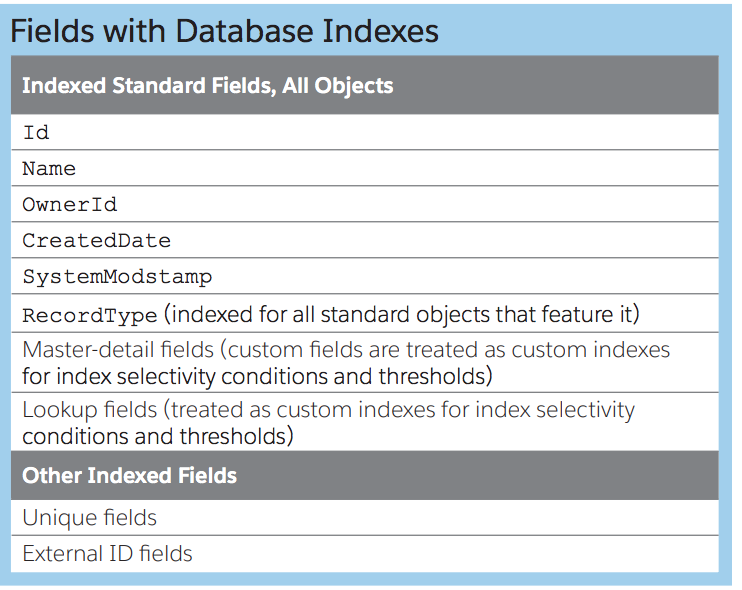 Fields with Database Indexes
Indexed Standard Fields, All Objects
Id
Name
OwnerId
CreatedDate
SystemModstamp
RecordType (indexed for all standard objects that feature it)
Master-detail fields (custom fields are treated as custom indexes
for index selectivity conditions and thresholds)
Lookup fields (treated as custom indexes for index selectivity
conditions and thresholds)
Other Indexed Fields
Unique fields
External ID fields